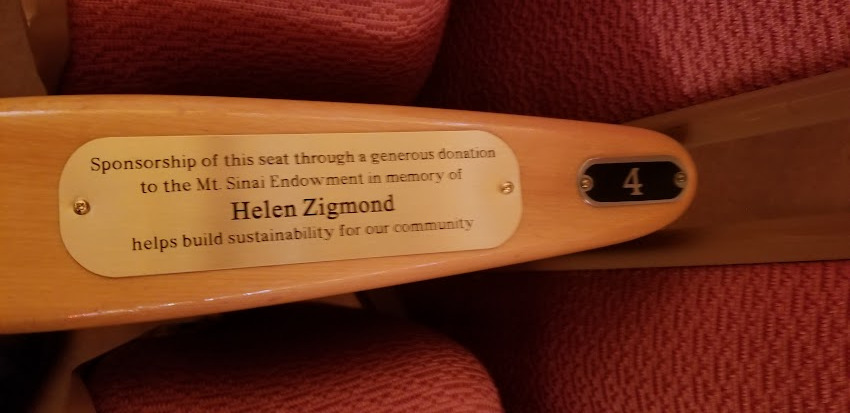 Sponsorship of this seat through a generous donation
to the Mt. Sinai Endowment in memory of
Helen Zigmond
helps build sustainability for our community
4